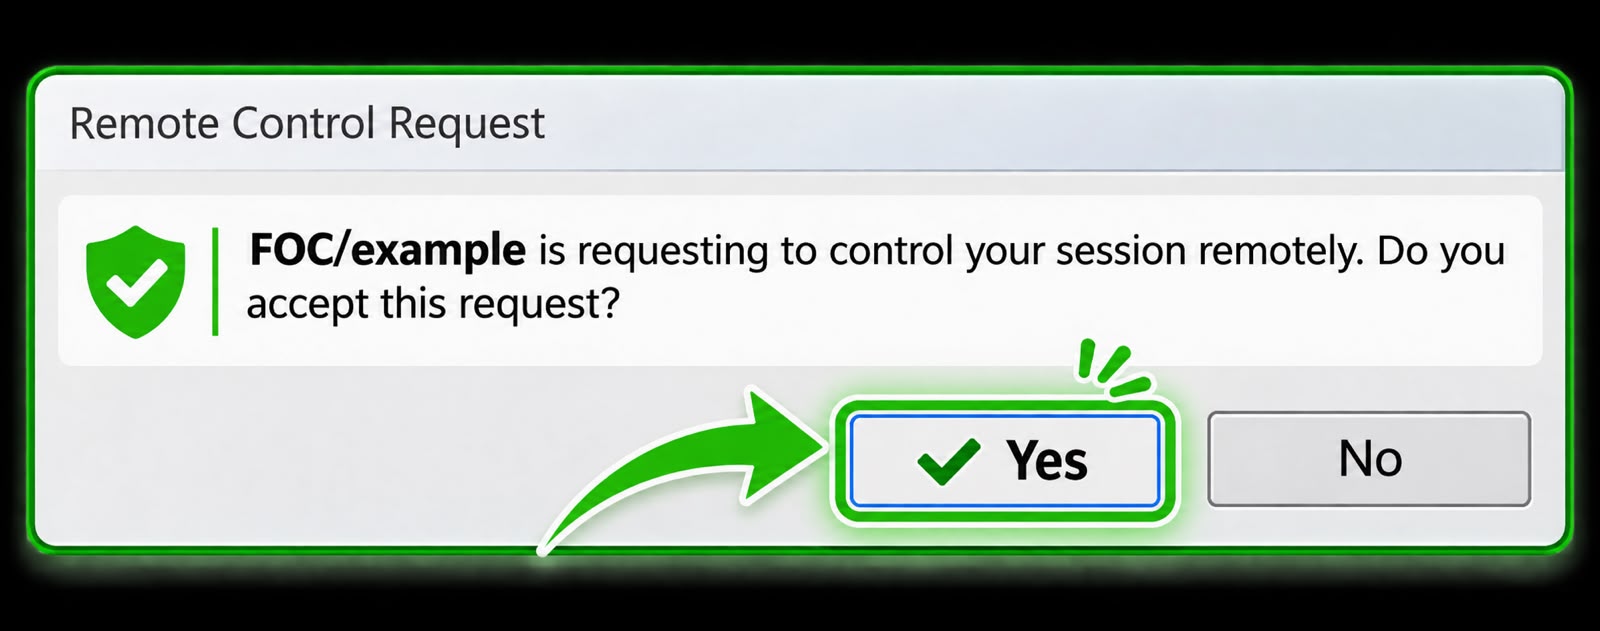 Remote Control Request
FOC/example is requesting to control your session remotely. Do you
accept this request?
Yes
No